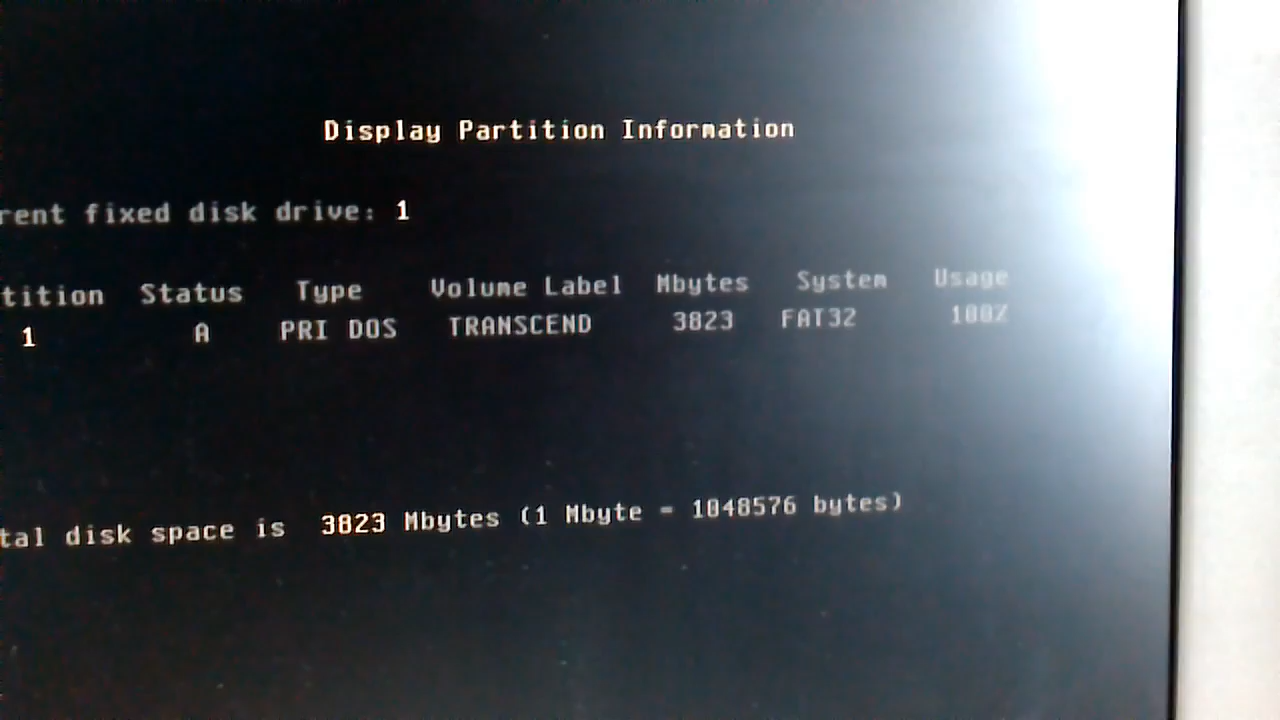 Display Partition Information
rent fixed disk drive: 1
tition Status Type Volume Label Mbytes System Usage
1 A PRI DOS TRANSCEND 3823 FAT32 100%
tal disk space is 3823 Mbytes (1 Mbyte = 1048576 bytes)